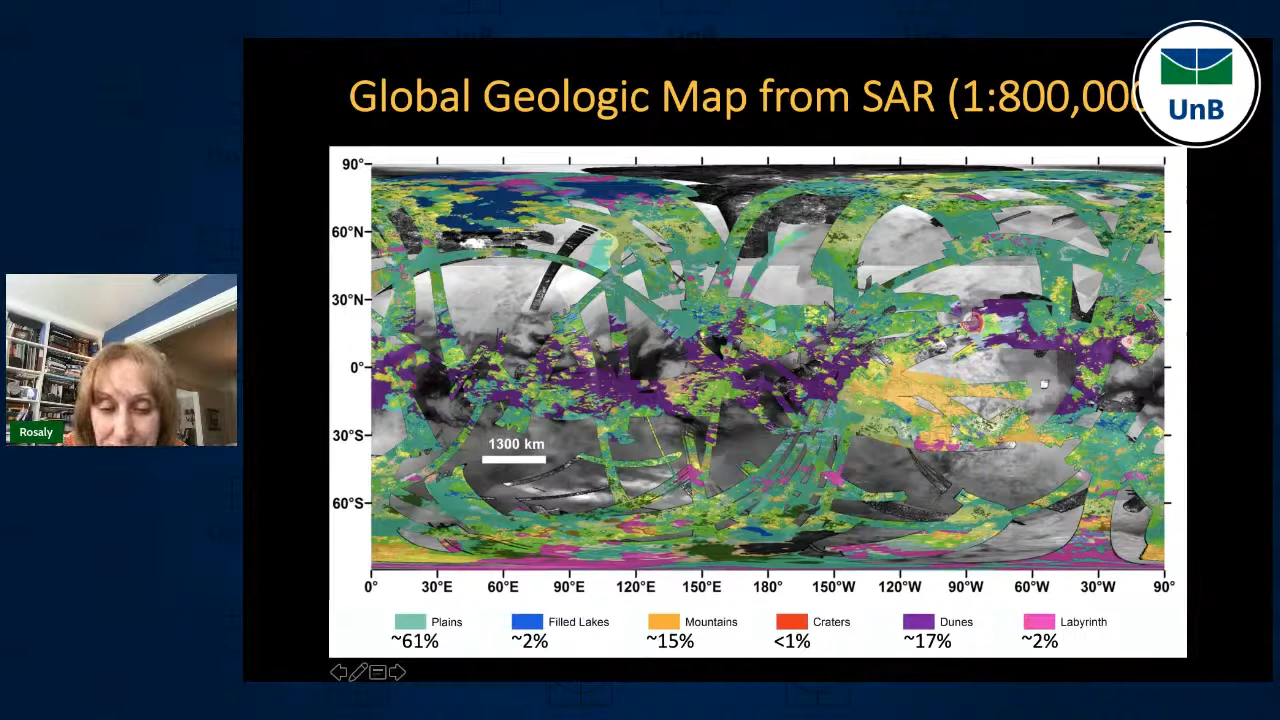 Global Geologic Map from SAR (1:800,000
UnB
90°
60°N
30°N
0°
30°S
60°S
1300 km
0° 30°E 60°E 90°E 120°E 150°E 180° 150°W 120°W 90°W 60°W 30°W 90°
Plains Filled Lakes Mountains Craters Dunes Labyrinth
~61% ~2% ~15% <1% ~17% ~2%
Rosaly